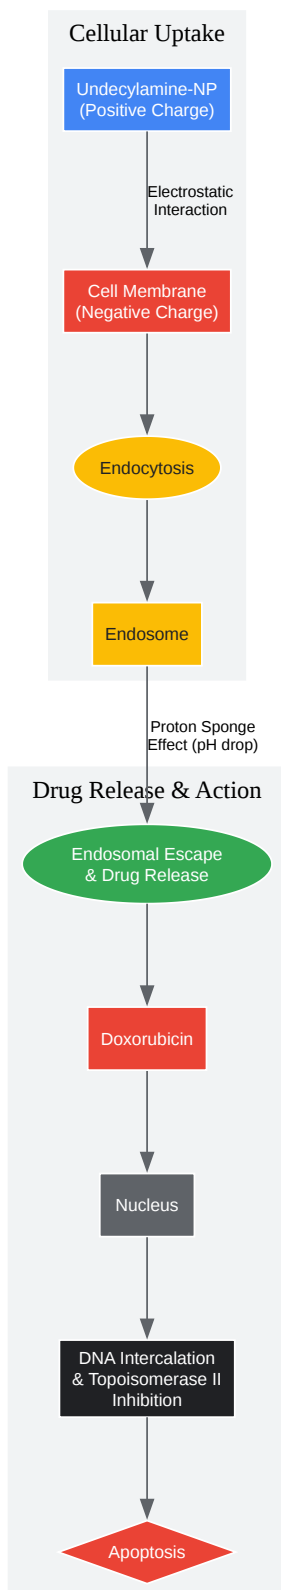 Cellular Uptake
Undecylamine-NP
(Positive Charge)
Electrostatic
Interaction
Cell Membrane
(Negative Charge)
Endocytosis
Endosome
Proton Sponge
Effect (pH drop)
Drug Release & Action
Endosomal Escape
& Drug Release
Doxorubicin
Nucleus
DNA Intercalation
& Topoisomerase II
Inhibition
Apoptosis